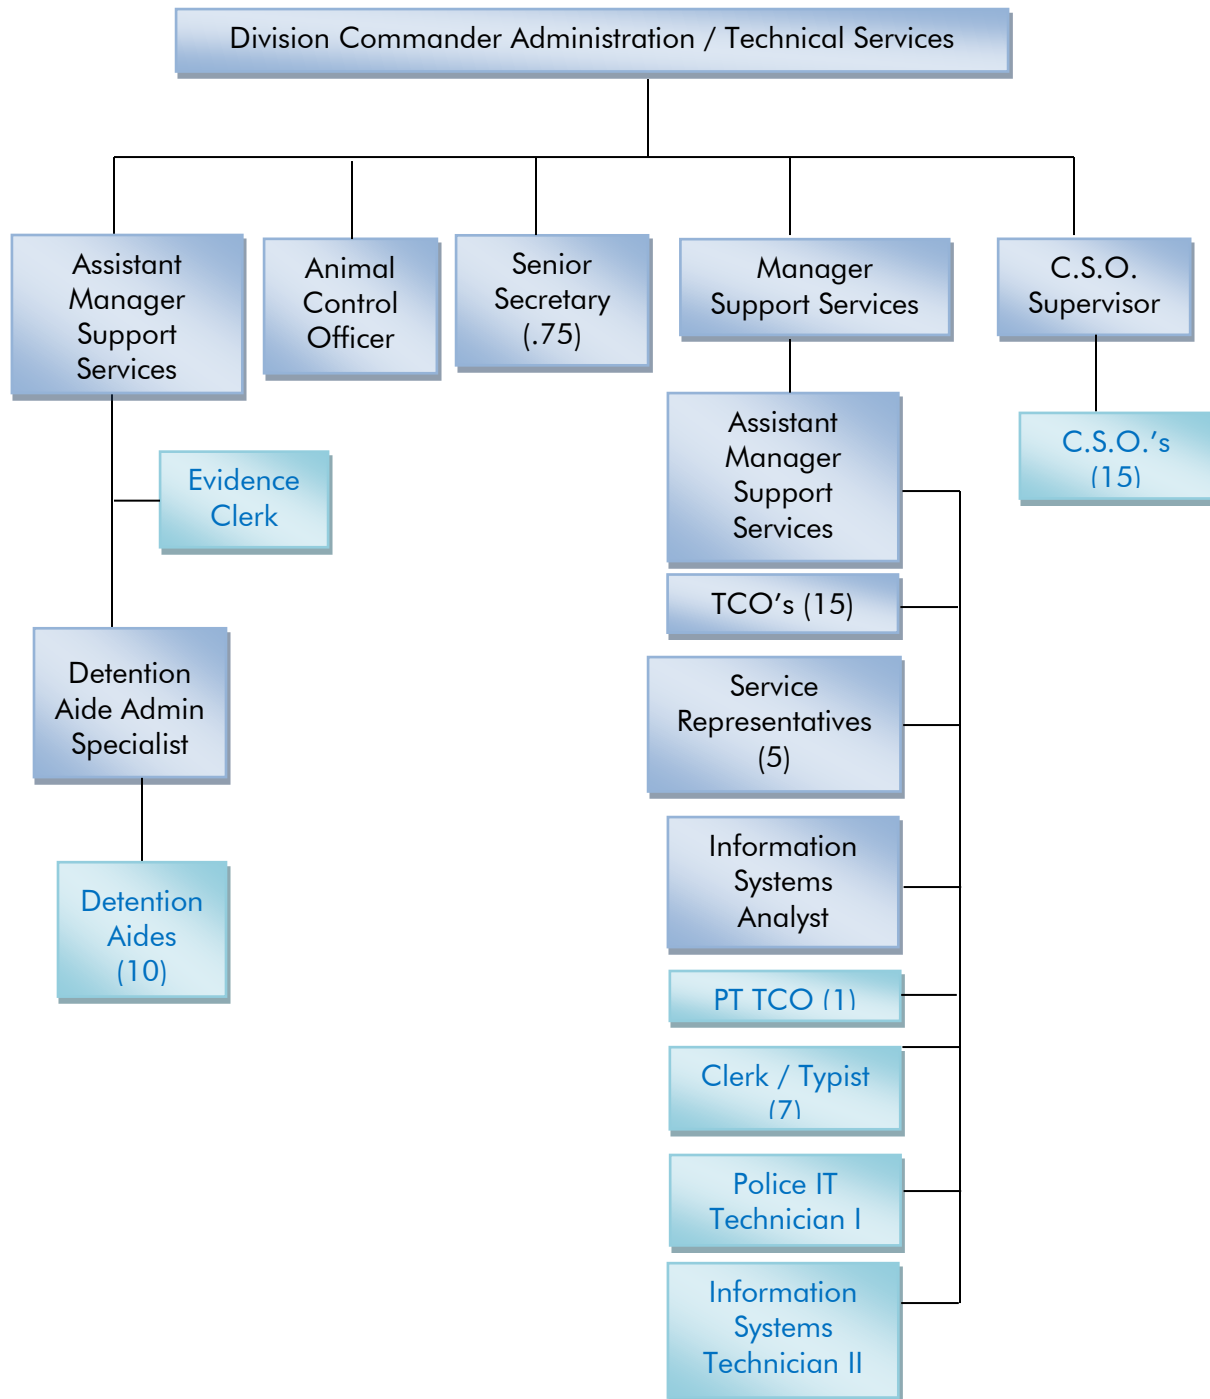 Division Commander Administration / Technical Services
Assistant
Manager
Support
Services
Animal
Control
Officer
Senior
Secretary
(.75)
Manager
Support Services
C.S.O.
Supervisor
Evidence
Clerk
Detention
Aide Admin
Specialist
Detention
Aides
(10)
Assistant
Manager
Support
Services
TCO's (15)
Service
Representatives
(5)
Information
Systems
Analyst
PT TCO (1)
Clerk / Typist
(7)
Police IT
Technician I
Information
Systems
Technician II
C.S.O.'s
(15)